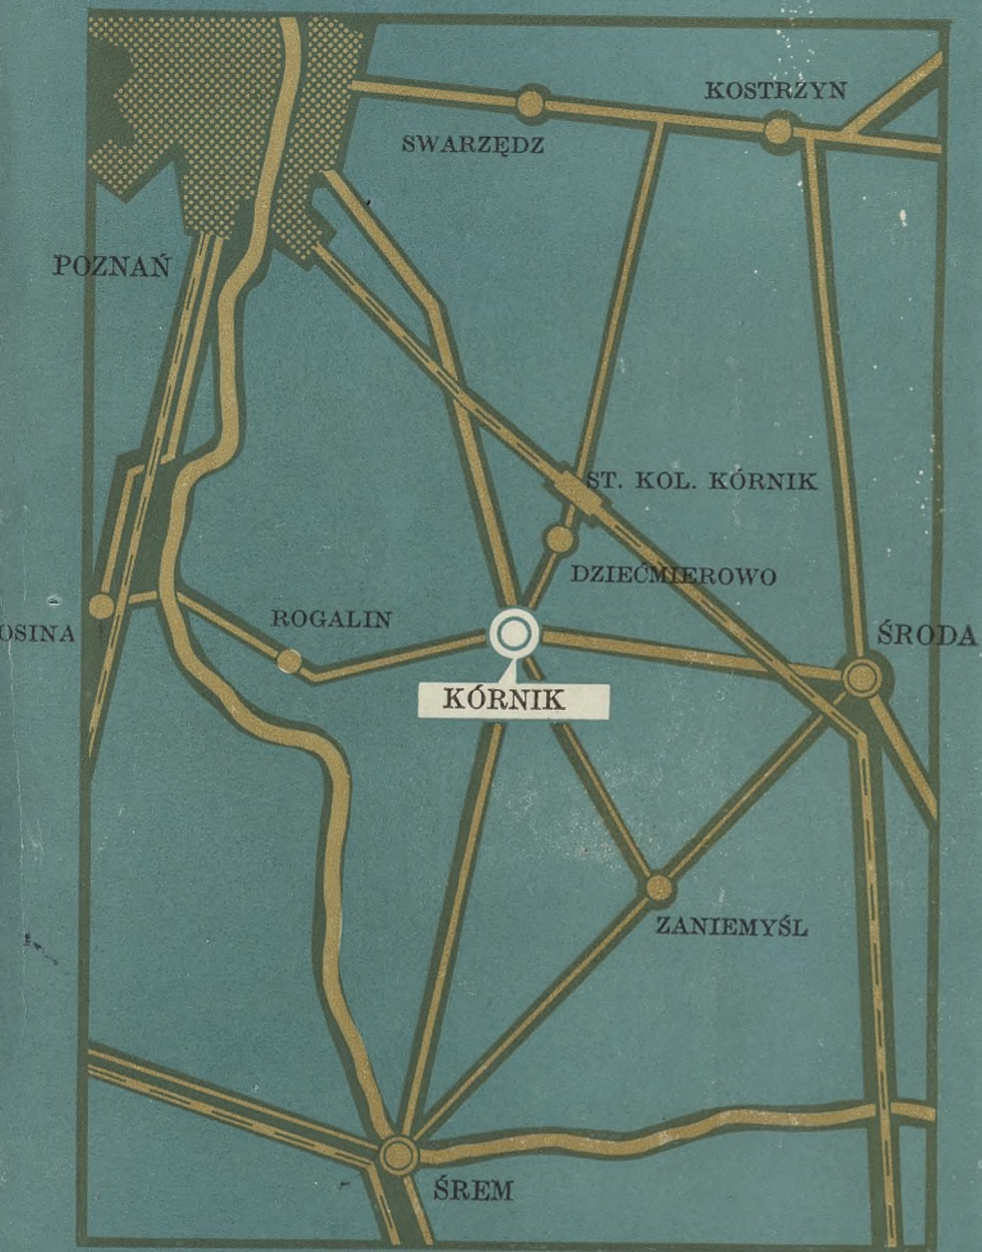 KOSTRZYN
SWARZĘDZ
POZNAŃ
ST. KOL. KÓRNIK
DZIEĆMIEROWO
ROGALIN
OSINA
ŚRODA
KÓRNIK
ZANIEMYŚL
ŚREM